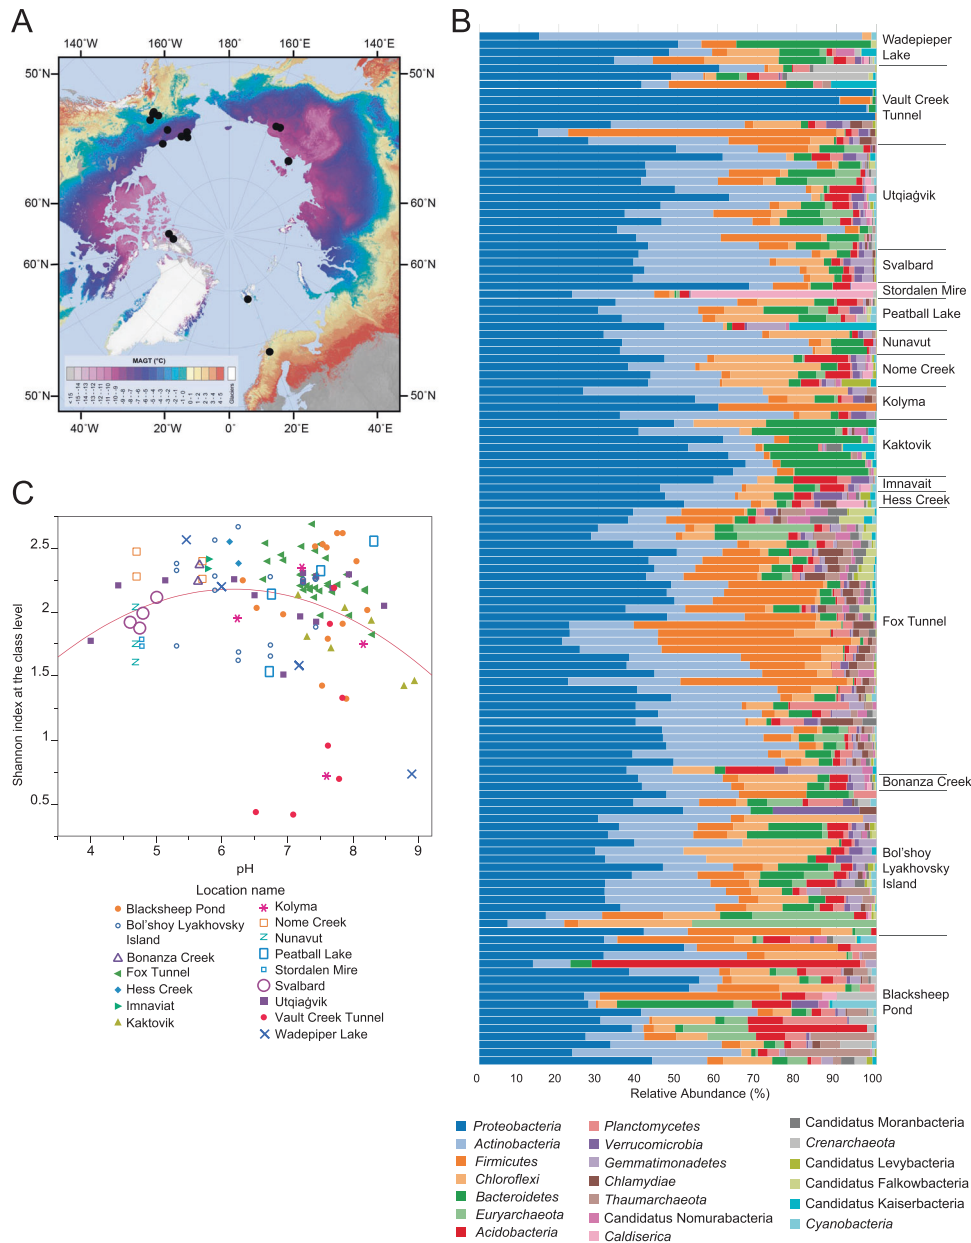 A
140°W
160°W
180°
160°E
140°E
50°N
50°N
60°N
60°N
60°N
60°N
50°N
50°N
MAGT (°C)
Glaciers
40°W
20°W
0°
20°E
40°E
B
Wadepieper
Lake
Vault Creek
Tunnel
Utqiaġvik
Svalbard
Stordalen Mire
Peatball Lake
Nunavut
Nome Creek
Kolyma
Kaktovik
Imnavait
Hess Creek
Fox Tunnel
Bonanza Creek
Bol'shoy
Lyakhovsky
Island
Blacksheep
Pond
0 10 20 30 40 50 60 70 80 90 100
Relative Abundance (%)
Proteobacteria
Actinobacteria
Firmicutes
Chloroflexi
Bacteroidetes
Euryarchaeota
Acidobacteria
Planctomycetes
Verrucomicrobia
Gemmatimonadetes
Chlamydiae
Thaumarchaeota
Candidatus Nomurabacteria
Caldiserica
Candidatus Moranbacteria
Crenarchaeota
Candidatus Levybacteria
Candidatus Falkowbacteria
Candidatus Kaiserbacteria
Cyanobacteria
C
Shannon index at the class level
2.5
2
1.5
1
0.5
4 5 6 7 8 9
pH
Location name
Blacksheep Pond
Bol'shoy Lyakhovsky
Island
Bonanza Creek
Fox Tunnel
Hess Creek
Imnaviat
Kaktovik
Kolyma
Nome Creek
Nunavut
Peatball Lake
Stordalen Mire
Svalbard
Utqiaġvik
Vault Creek Tunnel
Wadepiper Lake